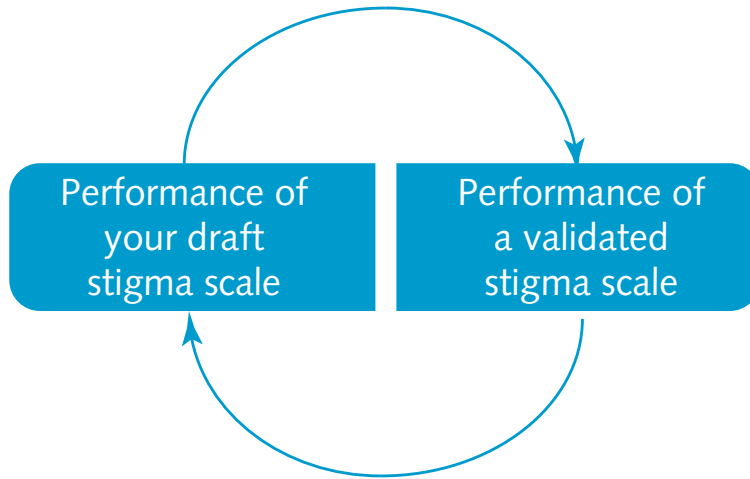 Performance of
your draft
stigma scale
Performance of
a validated
stigma scale